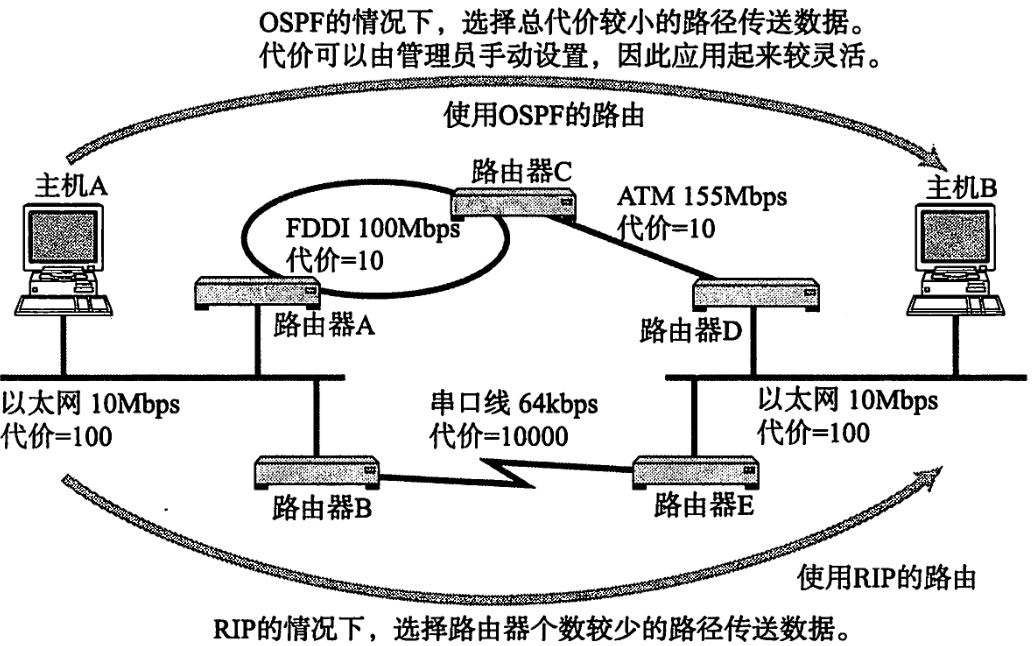 OSPF的情况下，选择总代价较小的路径传送数据。
代价可以由管理员手动设置，因此应用起来较灵活。
使用OSPF的路由
主机A
路由器C
主机B
FDDI 100Mbps
代价=10
ATM 155Mbps
代价=10
路由器A
路由器D
以太网 10Mbps
代价=100
串口线 64kbps
代价=10000
以太网 10Mbps
代价=100
路由器B
路由器E
使用RIP的路由
RIP的情况下，选择路由器个数较少的路径传送数据。